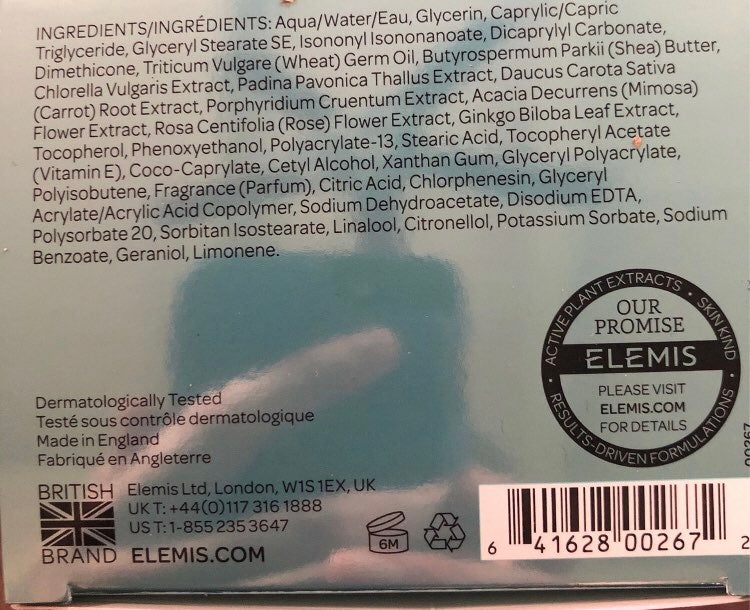 INGREDIENTS/INGRÉDIENTS: Aqua/Water/Eau, Glycerin, Caprylic/Capric
Triglyceride, Glyceryl Stearate SE, Isononyl Isononanoate, Dicaprylyl Carbonate,
Dimethicone, Triticum Vulgare (Wheat) Germ Oil, Butyrospermum Parkii (Shea) Butter,
Chlorella Vulgaris Extract, Padina Pavonica Thallus Extract, Daucus Carota Sativa
(Carrot) Root Extract, Porphyridium Cruentum Extract, Acacia Decurrens (Mimosa)
Flower Extract, Rosa Centifolia (Rose) Flower Extract, Ginkgo Biloba Leaf Extract,
Tocopherol, Phenoxyethanol, Polyacrylate-13, Stearic Acid, Tocopheryl Acetate
(Vitamin E), Coco-Caprylate, Cetyl Alcohol, Xanthan Gum, Glyceryl Polyacrylate,
Polyisobutene, Fragrance (Parfum), Citric Acid, Chlorphenesin, Glyceryl
Acrylate/Acrylic Acid Copolymer, Sodium Dehydroacetate, Disodium EDTA,
Polysorbate 20, Sorbitan Isostearate, Linalool, Citronellol, Potassium Sorbate, Sodium
Benzoate, Geraniol, Limonene.
• ACTIVE PLANT EXTRACTS • SKIN KIND
OUR
PROMISE
ELEMIS
PLEASE VISIT
ELEMIS.COM
FOR DETAILS
• RESULTS-DRIVEN FORMULATIONS •
Dermatologically Tested
Testé sous contrôle dermatologique
Made in England
Fabriqué en Angleterre
BRITISH
BRAND
Elemis Ltd, London, W1S 1EX, UK
UK T: +44(0)117 316 1888
US T: 1-855 235 3647
ELEMIS.COM
6M
6 41628 00267 2